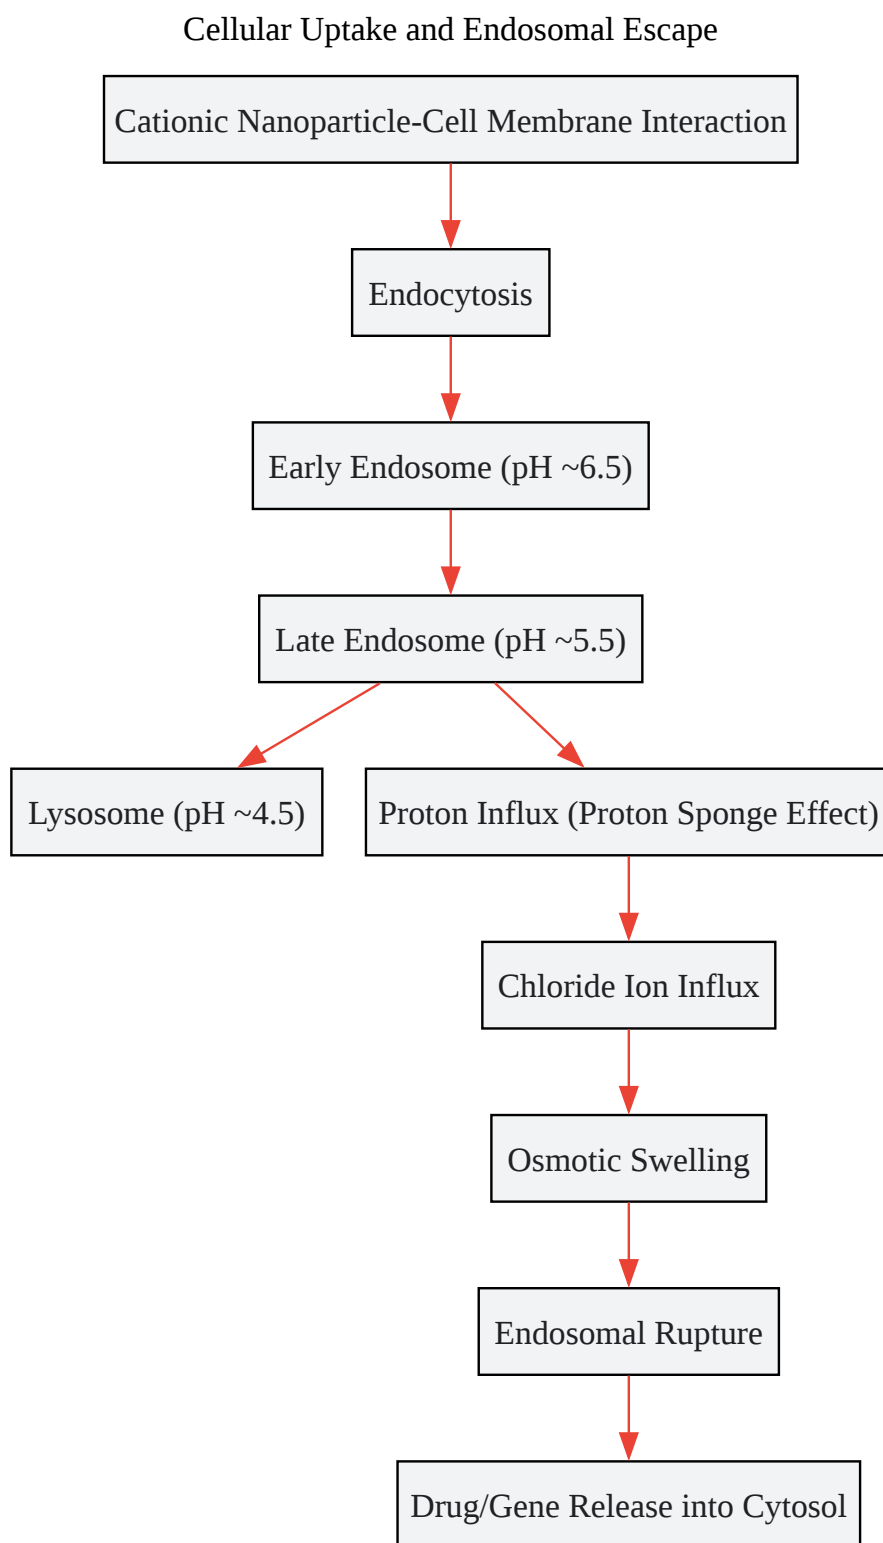 Cellular Uptake and Endosomal Escape
Cationic Nanoparticle-Cell Membrane Interaction
Endocytosis
Early Endosome (pH ~6.5)
Late Endosome (pH ~5.5)
Lysosome (pH ~4.5)
Proton Influx (Proton Sponge Effect)
Chloride Ion Influx
Osmotic Swelling
Endosomal Rupture
Drug/Gene Release into Cytosol